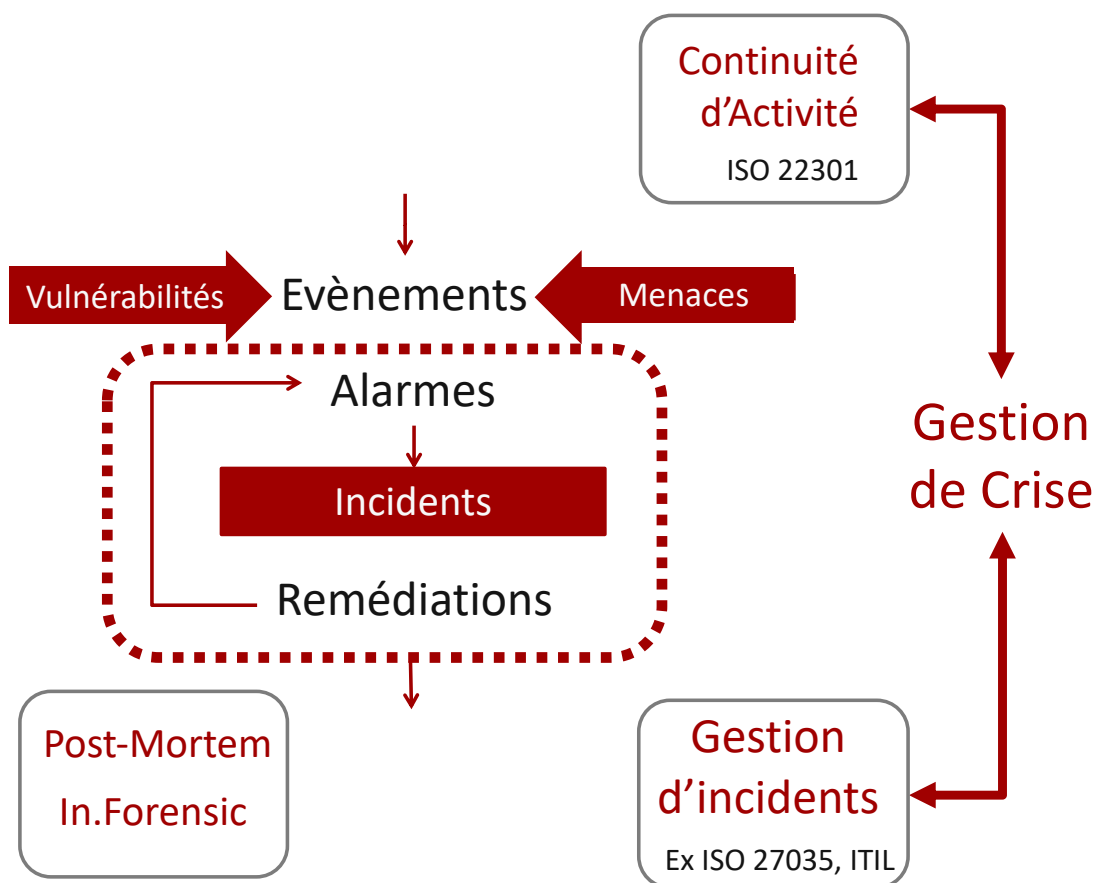 Continuité
d’Activité
ISO 22301
Vulnérabilités
Evènements
Menaces
Alarmes
Incidents
Remédiations
Gestion
de Crise
Post-Mortem
In.Forensic
Gestion
d’incidents
Ex ISO 27035, ITIL